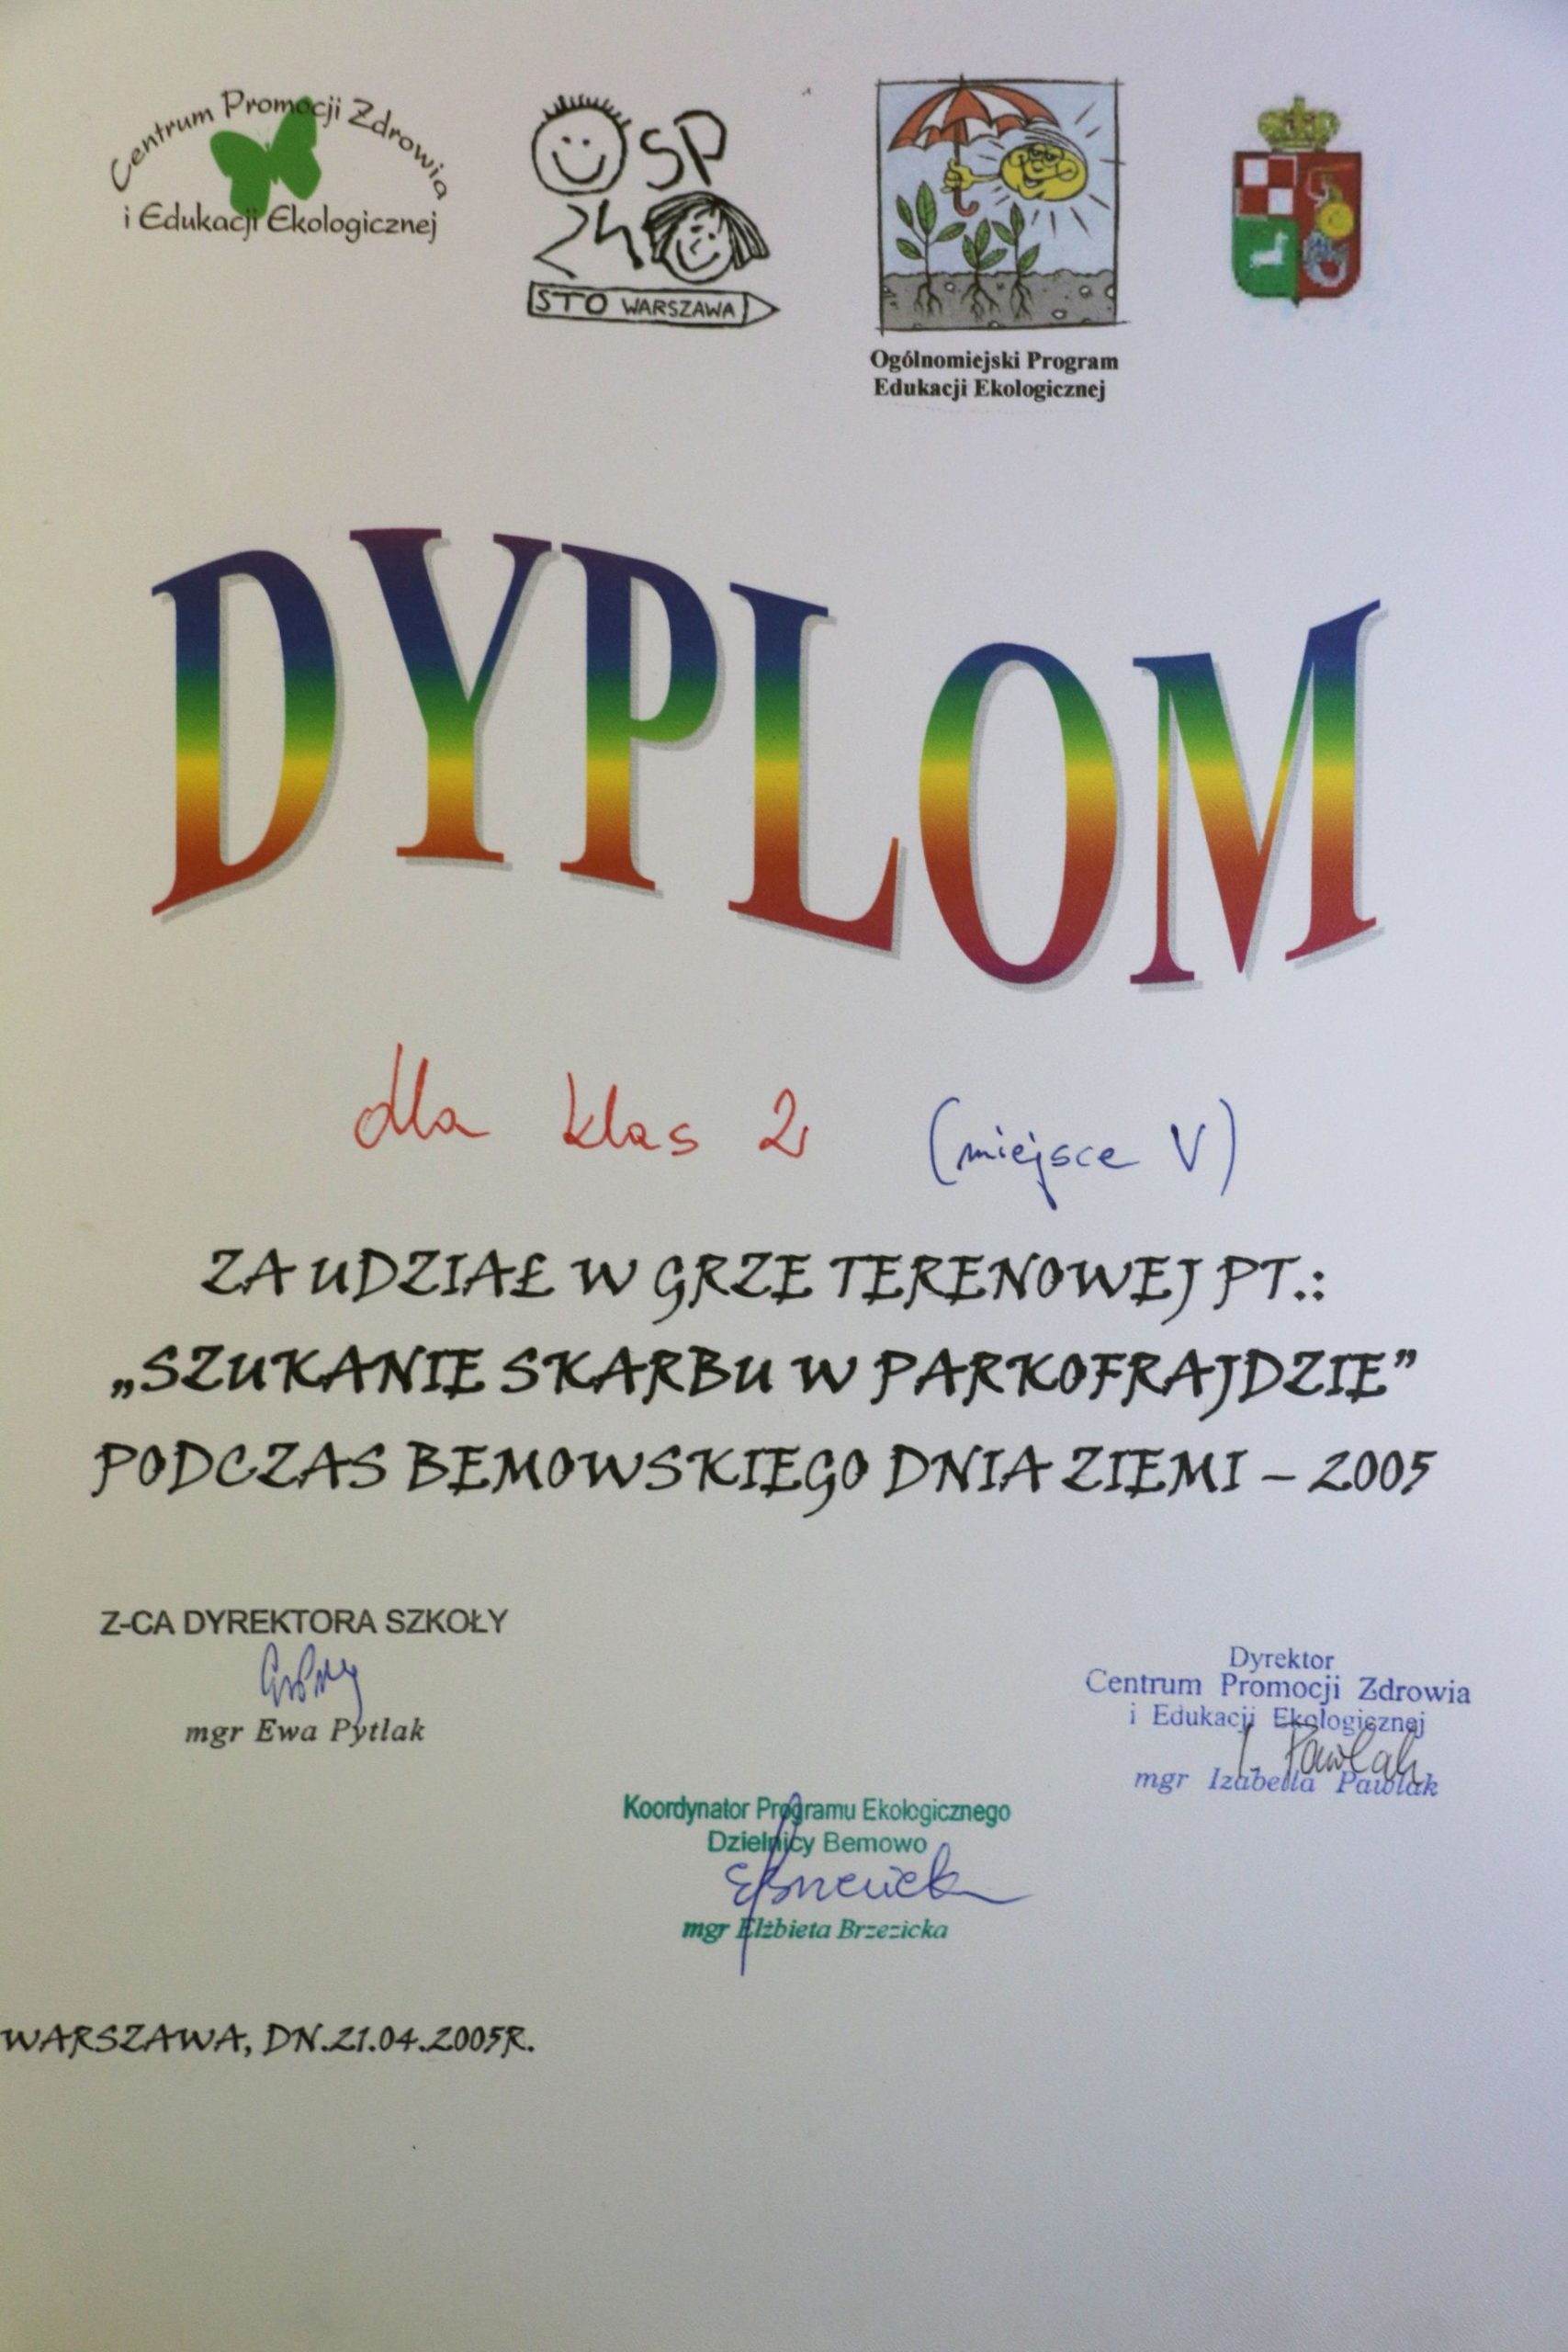 Centrum Promocji Zdrowia
i Edukacji Ekologicznej
SP
24
STO WARSZAWA
Ogólnomiejski Program
Edukacji Ekologicznej
DYPLOM
dla klas 2 (miejsce V)
ZA UDZIAŁ W GRZE TERENOWEJ PT.:
„SZUKANIE SKARBU W PARKOFRAJDZIE”
PODCZAS BEMOWSKIEGO DNIA ZIEMI – 2005
Z-CA DYREKTORA SZKOŁY
mgr Ewa Pytlak
Dyrektor
Centrum Promocji Zdrowia
i Edukacji Ekologicznej
I. Pawlak
mgr Izabella Pawlak
Koordynator Programu Ekologicznego
Dzielnicy Bemowo
mgr Elżbieta Brzezicka
WARSZAWA, DN.21.04.2005R.